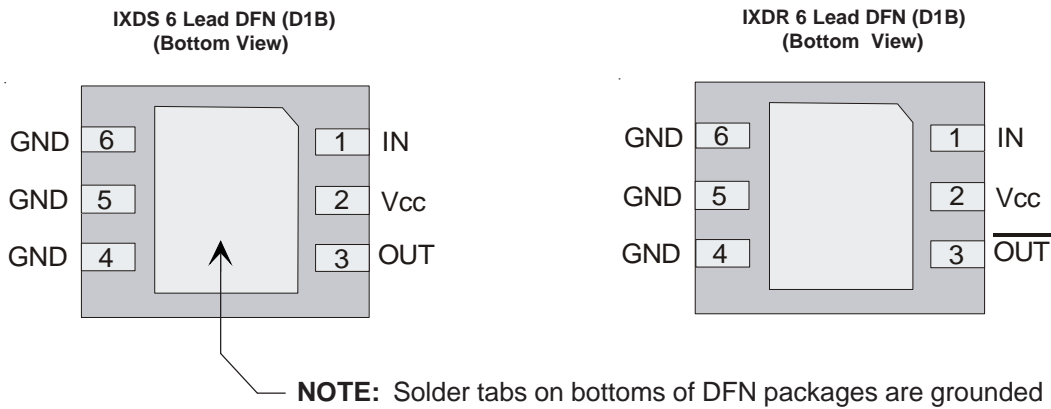 IXDS 6 Lead DFN (D1B)
(Bottom View)
GND 6 1 IN
GND 5 2 Vcc
GND 4 3 OUT
IXDR 6 Lead DFN (D1B)
(Bottom View)
GND 6 1 IN
GND 5 2 Vcc
GND 4 3 O̅U̅T̅
NOTE: Solder tabs on bottoms of DFN packages are grounded